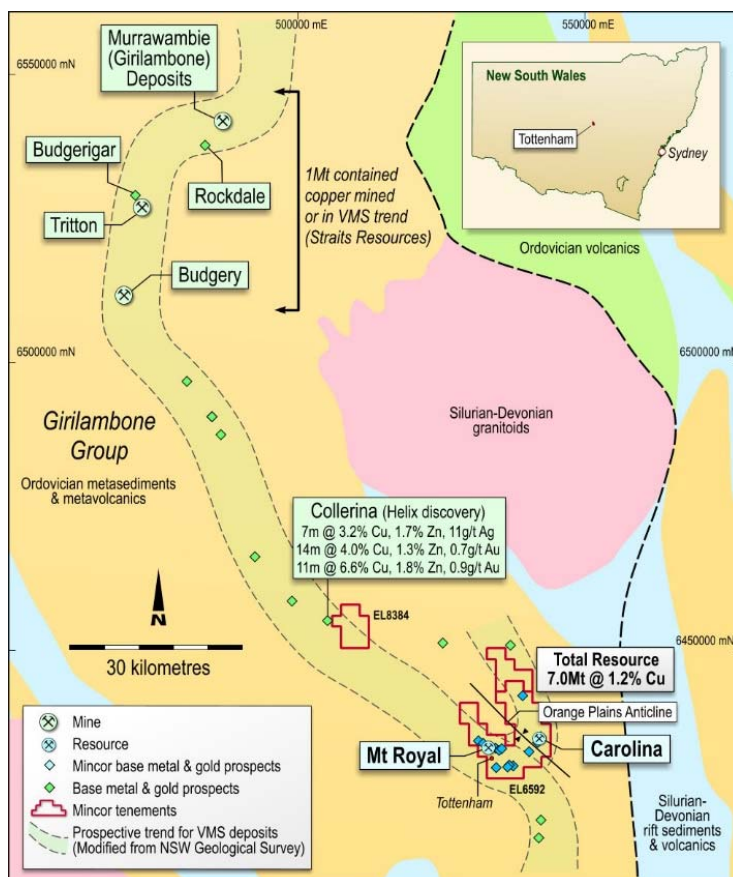 500000 mE
550000 mE
6550000 mN
Murrawambie
(Girilambone)
Deposits
New South Wales
Tottenham
Sydney
Budgerigar
Rockdale
Tritton
1Mt contained
copper mined
or in VMS trend
(Straits Resources)
Ordovician volcanics
Budgery
6500000 mN
6500000 mN
Girilambone
Group
Ordovician metasediments
& metavolcanics
Silurian-Devonian
granitoids
Collerina (Helix discovery)
7m @ 3.2% Cu, 1.7% Zn, 11g/t Ag
14m @ 4.0% Cu, 1.3% Zn, 0.7g/t Au
11m @ 6.6% Cu, 1.8% Zn, 0.9g/t Au
EL8384
N
30 kilometres
6450000 mN
Total Resource
7.0Mt @ 1.2% Cu
Orange Plains Anticline
Mt Royal
Carolina
Tottenham
EL6592
Silurian-
Devonian
rift sediments
& volcanics
Mine
Resource
Mincor base metal & gold prospects
Base metal & gold prospects
Mincor tenements
Prospective trend for VMS deposits
(Modified from NSW Geological Survey)